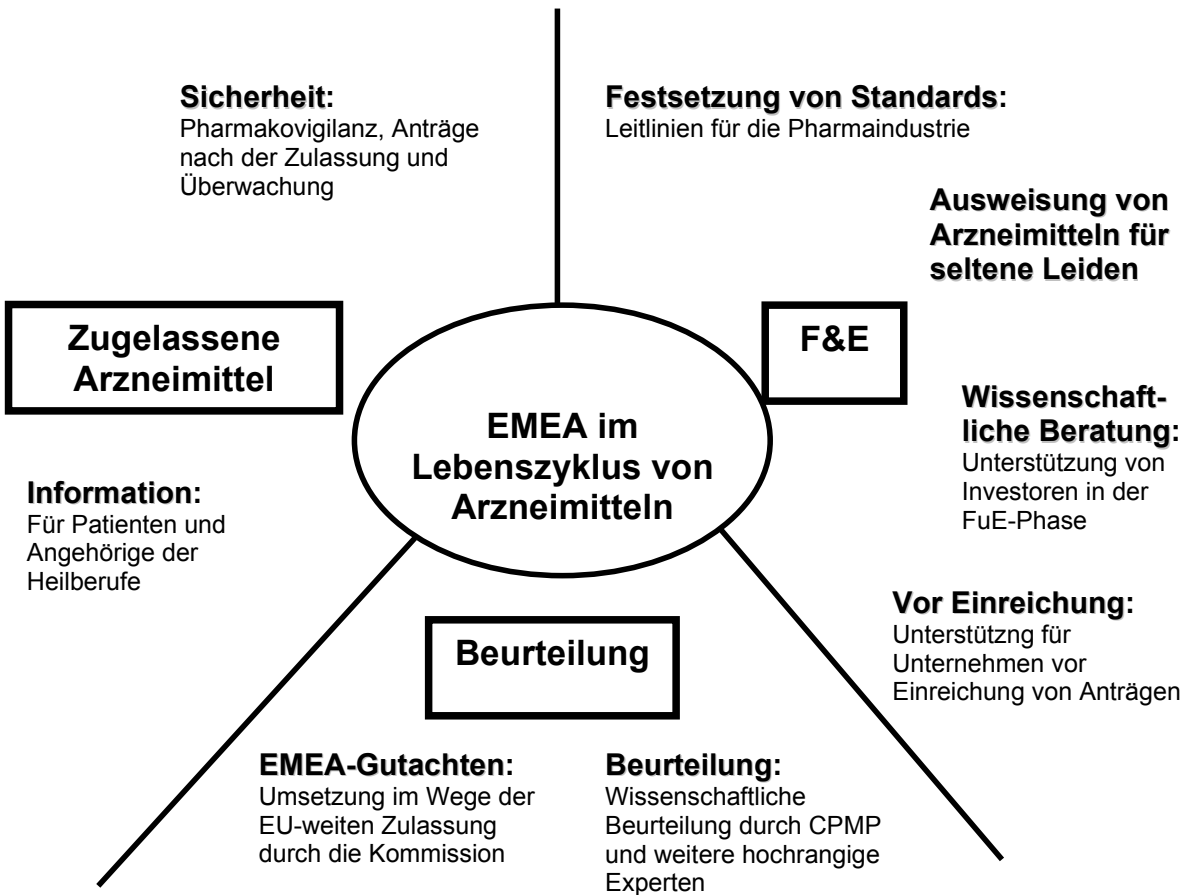 Sicherheit:
Pharmakovigilanz, Anträge
nach der Zulassung und
Überwachung
Festsetzung von Standards:
Leitlinien für die Pharmaindustrie
Ausweisung von
Arzneimitteln für
seltene Leiden
Zugelassene
Arzneimittel
F&E
EMEA im
Lebenszyklus von
Arzneimitteln
Wissenschaft-
liche Beratung:
Unterstützung von
Investoren in der
FuE-Phase
Information:
Für Patienten und
Angehörige der
Heilberufe
Vor Einreichung:
Unterstützng für
Unternehmen vor
Einreichung von Anträgen
Beurteilung
EMEA-Gutachten:
Umsetzung im Wege der
EU-weiten Zulassung
durch die Kommission
Beurteilung:
Wissenschaftliche
Beurteilung durch CPMP
und weitere hochrangige
Experten